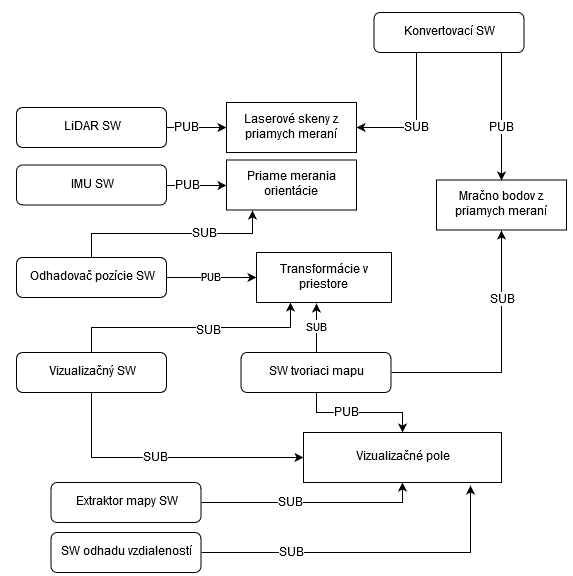 Konvertovací SW
LiDAR SW
PUB
Laserové skeny z
priamych meraní
SUB
PUB
IMU SW
PUB
Priame merania
orientácie
Mračno bodov z
priamych meraní
SUB
Odhadovač pozície SW
PUB
Transformácie v
priestore
SUB
SUB
SUB
Vizualizačný SW
SW tvoriaci mapu
PUB
SUB
Vizualizačné pole
Extraktor mapy SW
SUB
SW odhadu vzdialeností
SUB